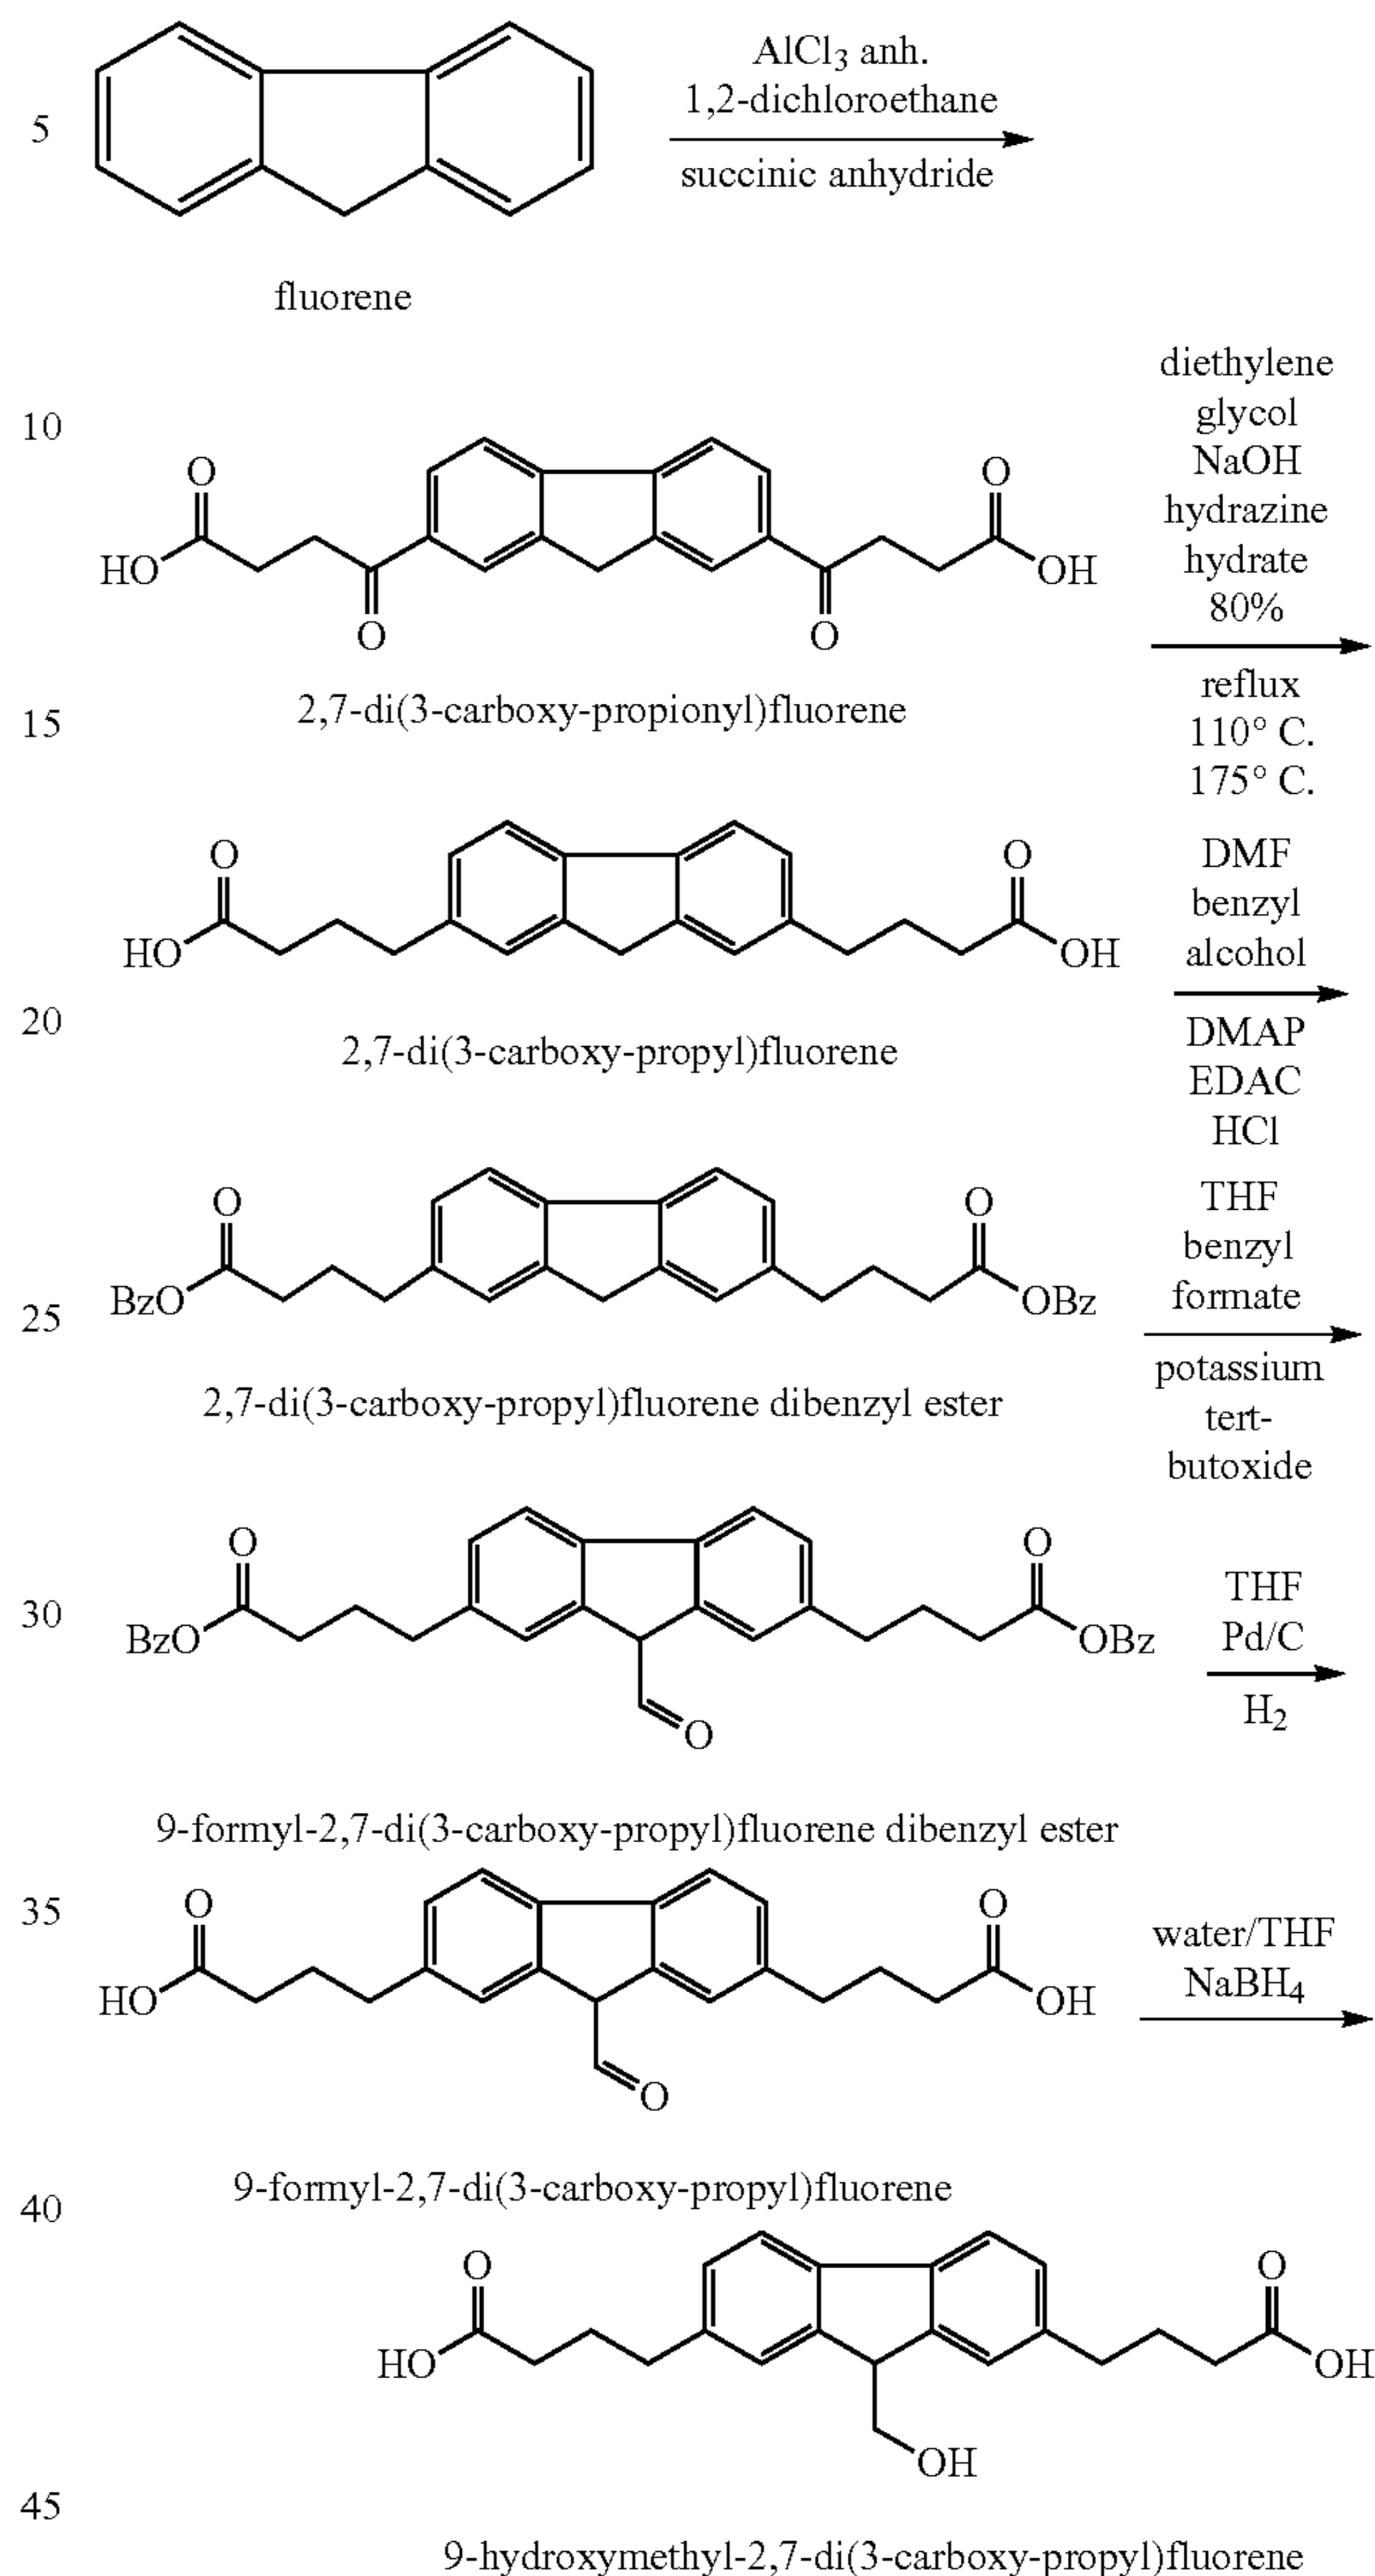 AlCl3 anh.
1,2-dichloroethane
5
succinic anhydride
fluorene
diethylene
glycol
NaOH
hydrazine
hydrate
80%
10
O
O
HO
OH
O
O
reflux
110° C.
175° C.
2,7-di(3-carboxy-propionyl)fluorene
15
DMF
benzyl
alcohol
O
O
HO
OH
DMAP
EDAC
HCl
20
2,7-di(3-carboxy-propyl)fluorene
THF
benzyl
formate
O
O
BzO
OBz
25
potassium
tert-
butoxide
2,7-di(3-carboxy-propyl)fluorene dibenzyl ester
O
O
THF
Pd/C
30
BzO
OBz
H2
O
9-formyl-2,7-di(3-carboxy-propyl)fluorene dibenzyl ester
35
O
O
water/THF
NaBH4
HO
OH
O
9-formyl-2,7-di(3-carboxy-propyl)fluorene
40
O
O
HO
OH
OH
45
9-hydroxymethyl-2,7-di(3-carboxy-propyl)fluorene